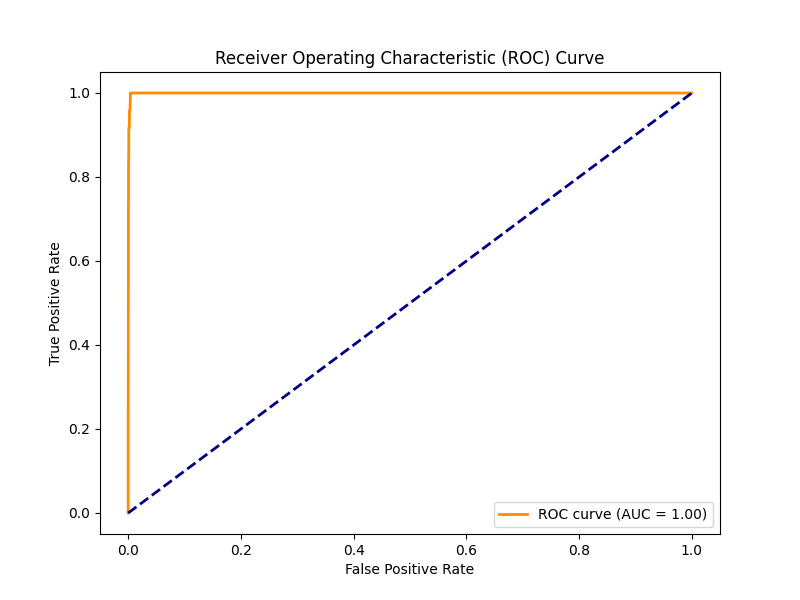 Receiver Operating Characteristic (ROC) Curve
True Positive Rate
1.0
0.8
0.6
0.4
0.2
0.0
ROC curve (AUC = 1.00)
0.0 0.2 0.4 0.6 0.8 1.0
False Positive Rate